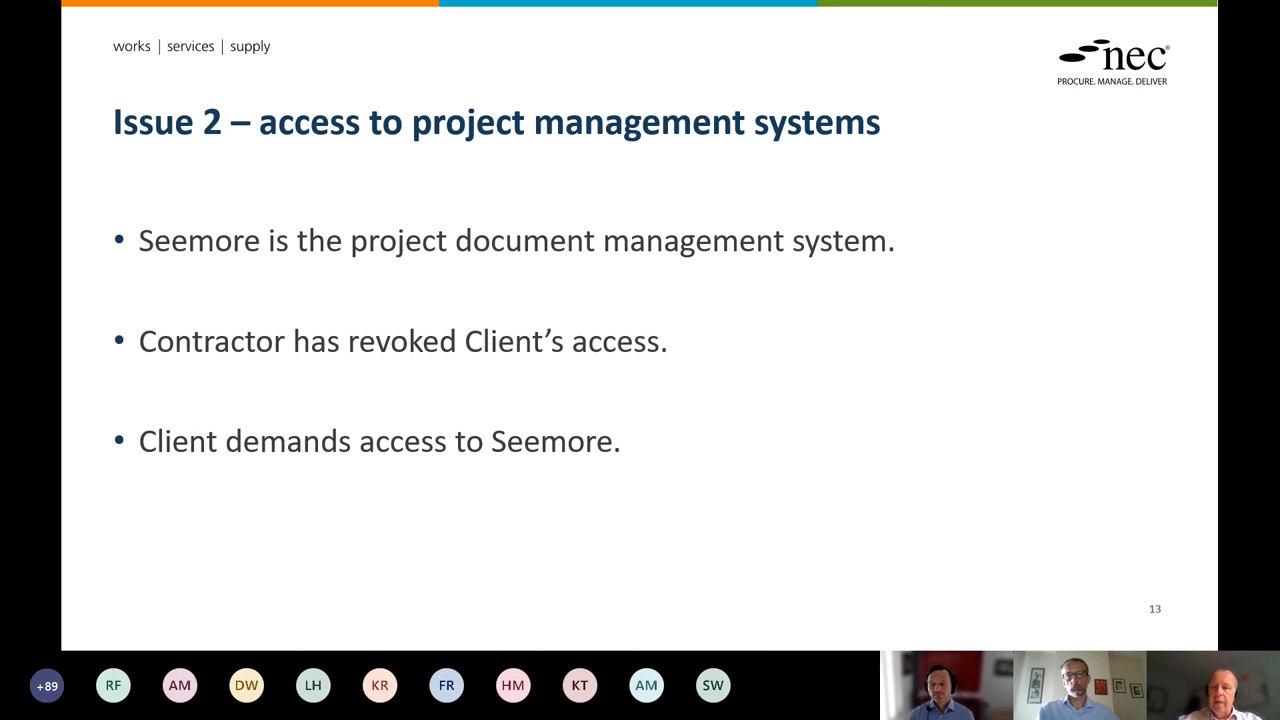 works | services | supply
nec®
PROCURE. MANAGE. DELIVER
Issue 2 – access to project management systems
• Seemore is the project document management system.
• Contractor has revoked Client’s access.
• Client demands access to Seemore.
13
+89 RF AM DW LH KR FR HM KT AM SW